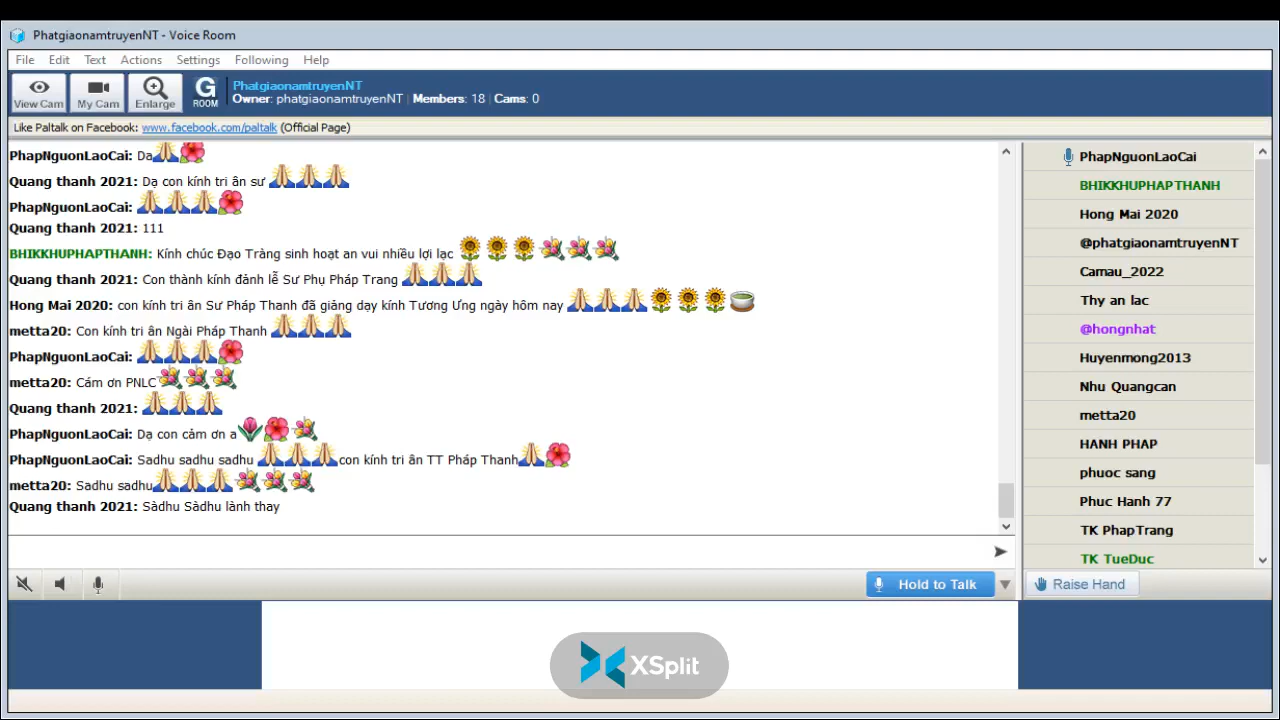 PhatgiaonamtruyenNT - Voice Room
File Edit Text Actions Settings Following Help
View Cam
My Cam
Enlarge
G
ROOM
PhatgiaonamtruyenNT
Owner: phatgiaonamtruyenNT | Members: 18 | Cams: 0
Like Paltalk on Facebook: www.facebook.com/paltalk (Official Page)
PhapNguonLaoCai: Da
Quang thanh 2021: Dạ con kính tri ân sư
PhapNguonLaoCai:
Quang thanh 2021: 111
BHIKKHUPHAPTHANH: Kính chúc Đạo Tràng sinh hoạt an vui nhiều lợi lạc
Quang thanh 2021: Con thành kính đảnh lễ Sư Phụ Pháp Trang
Hong Mai 2020: con kính tri ân Sư Pháp Thanh đã giảng dạy kính Tương Ưng ngày hôm nay
metta20: Con kính tri ân Ngài Pháp Thanh
PhapNguonLaoCai:
metta20: Cám ơn PNLC
Quang thanh 2021:
PhapNguonLaoCai: Dạ con cảm ơn a
PhapNguonLaoCai: Sadhu sadhu sadhu con kính tri ân TT Pháp Thanh
metta20: Sadhu sadhu
Quang thanh 2021: Sàdhu Sàdhu lành thay
PhapNguonLaoCai
BHIKKHUPHAPTHANH
Hong Mai 2020
@phatgiaonamtruyenNT
Camau_2022
Thy an lac
@hongnhat
Huyenmong2013
Nhu Quangcan
metta20
HANH PHAP
phuoc sang
Phuc Hanh 77
TK PhapTrang
TK TueDuc
Hold to Talk
Raise Hand
XSplit